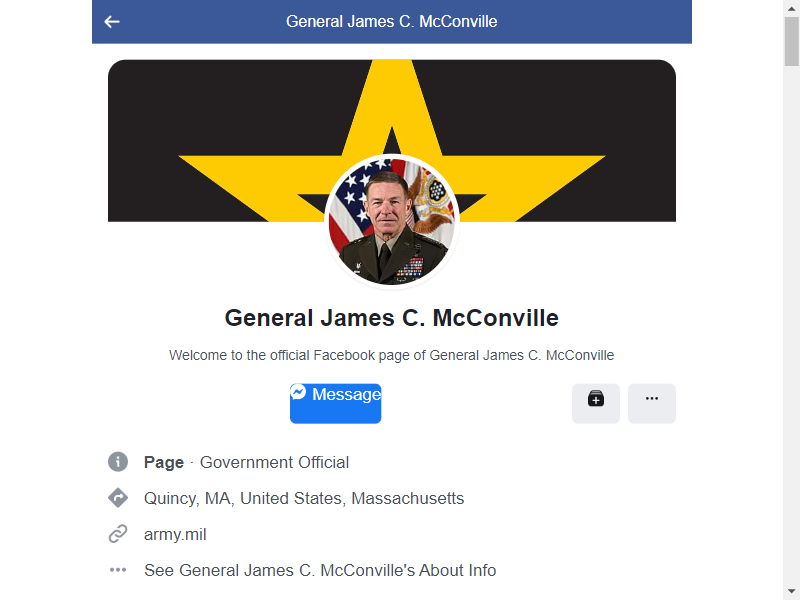 General James C. McConville
General James C. McConville
Welcome to the official Facebook page of General James C. McConville
Message
Page · Government Official
Quincy, MA, United States, Massachusetts
army.mil
See General James C. McConville's About Info